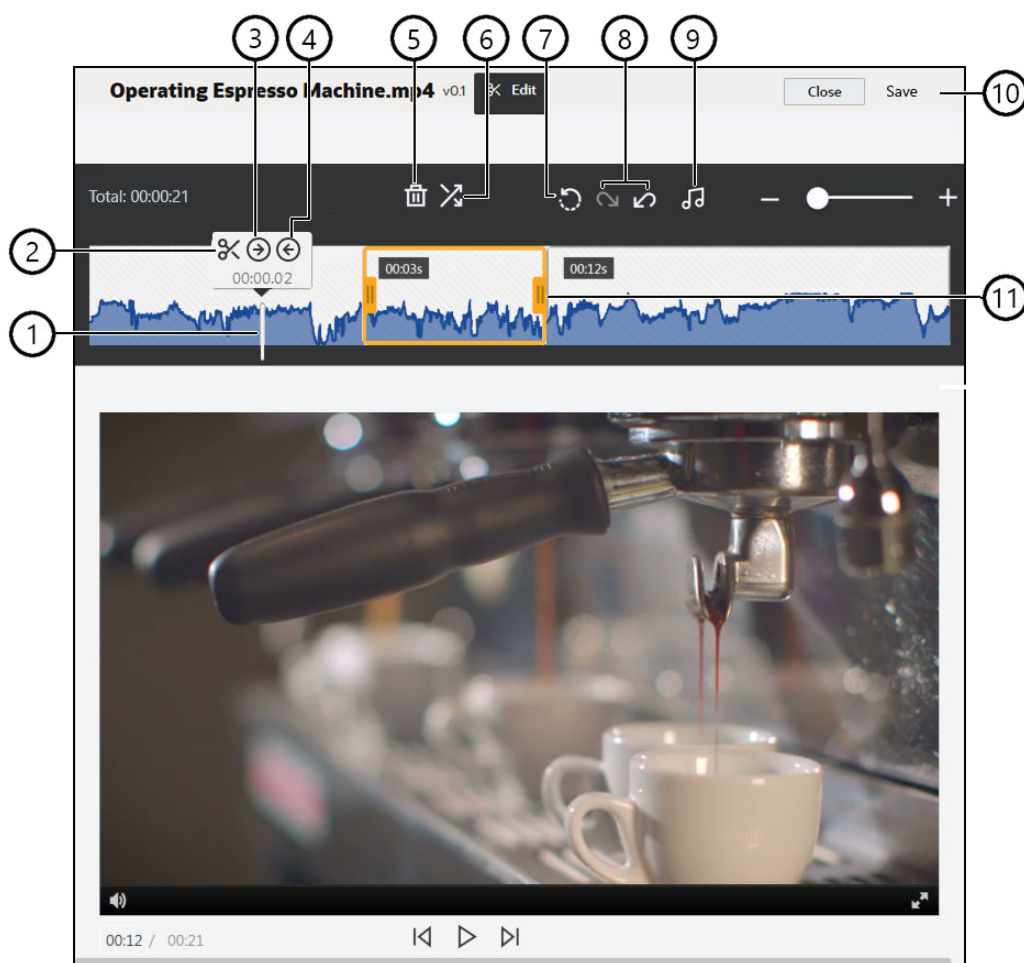 3 4 5 6 7 8 9
Operating Espresso Machine.mp4 v0.1 Edit Close Save 10
Total: 00:00:21
2
00:00.02
00:03s 00:12s
11
1
00:12 / 00:21